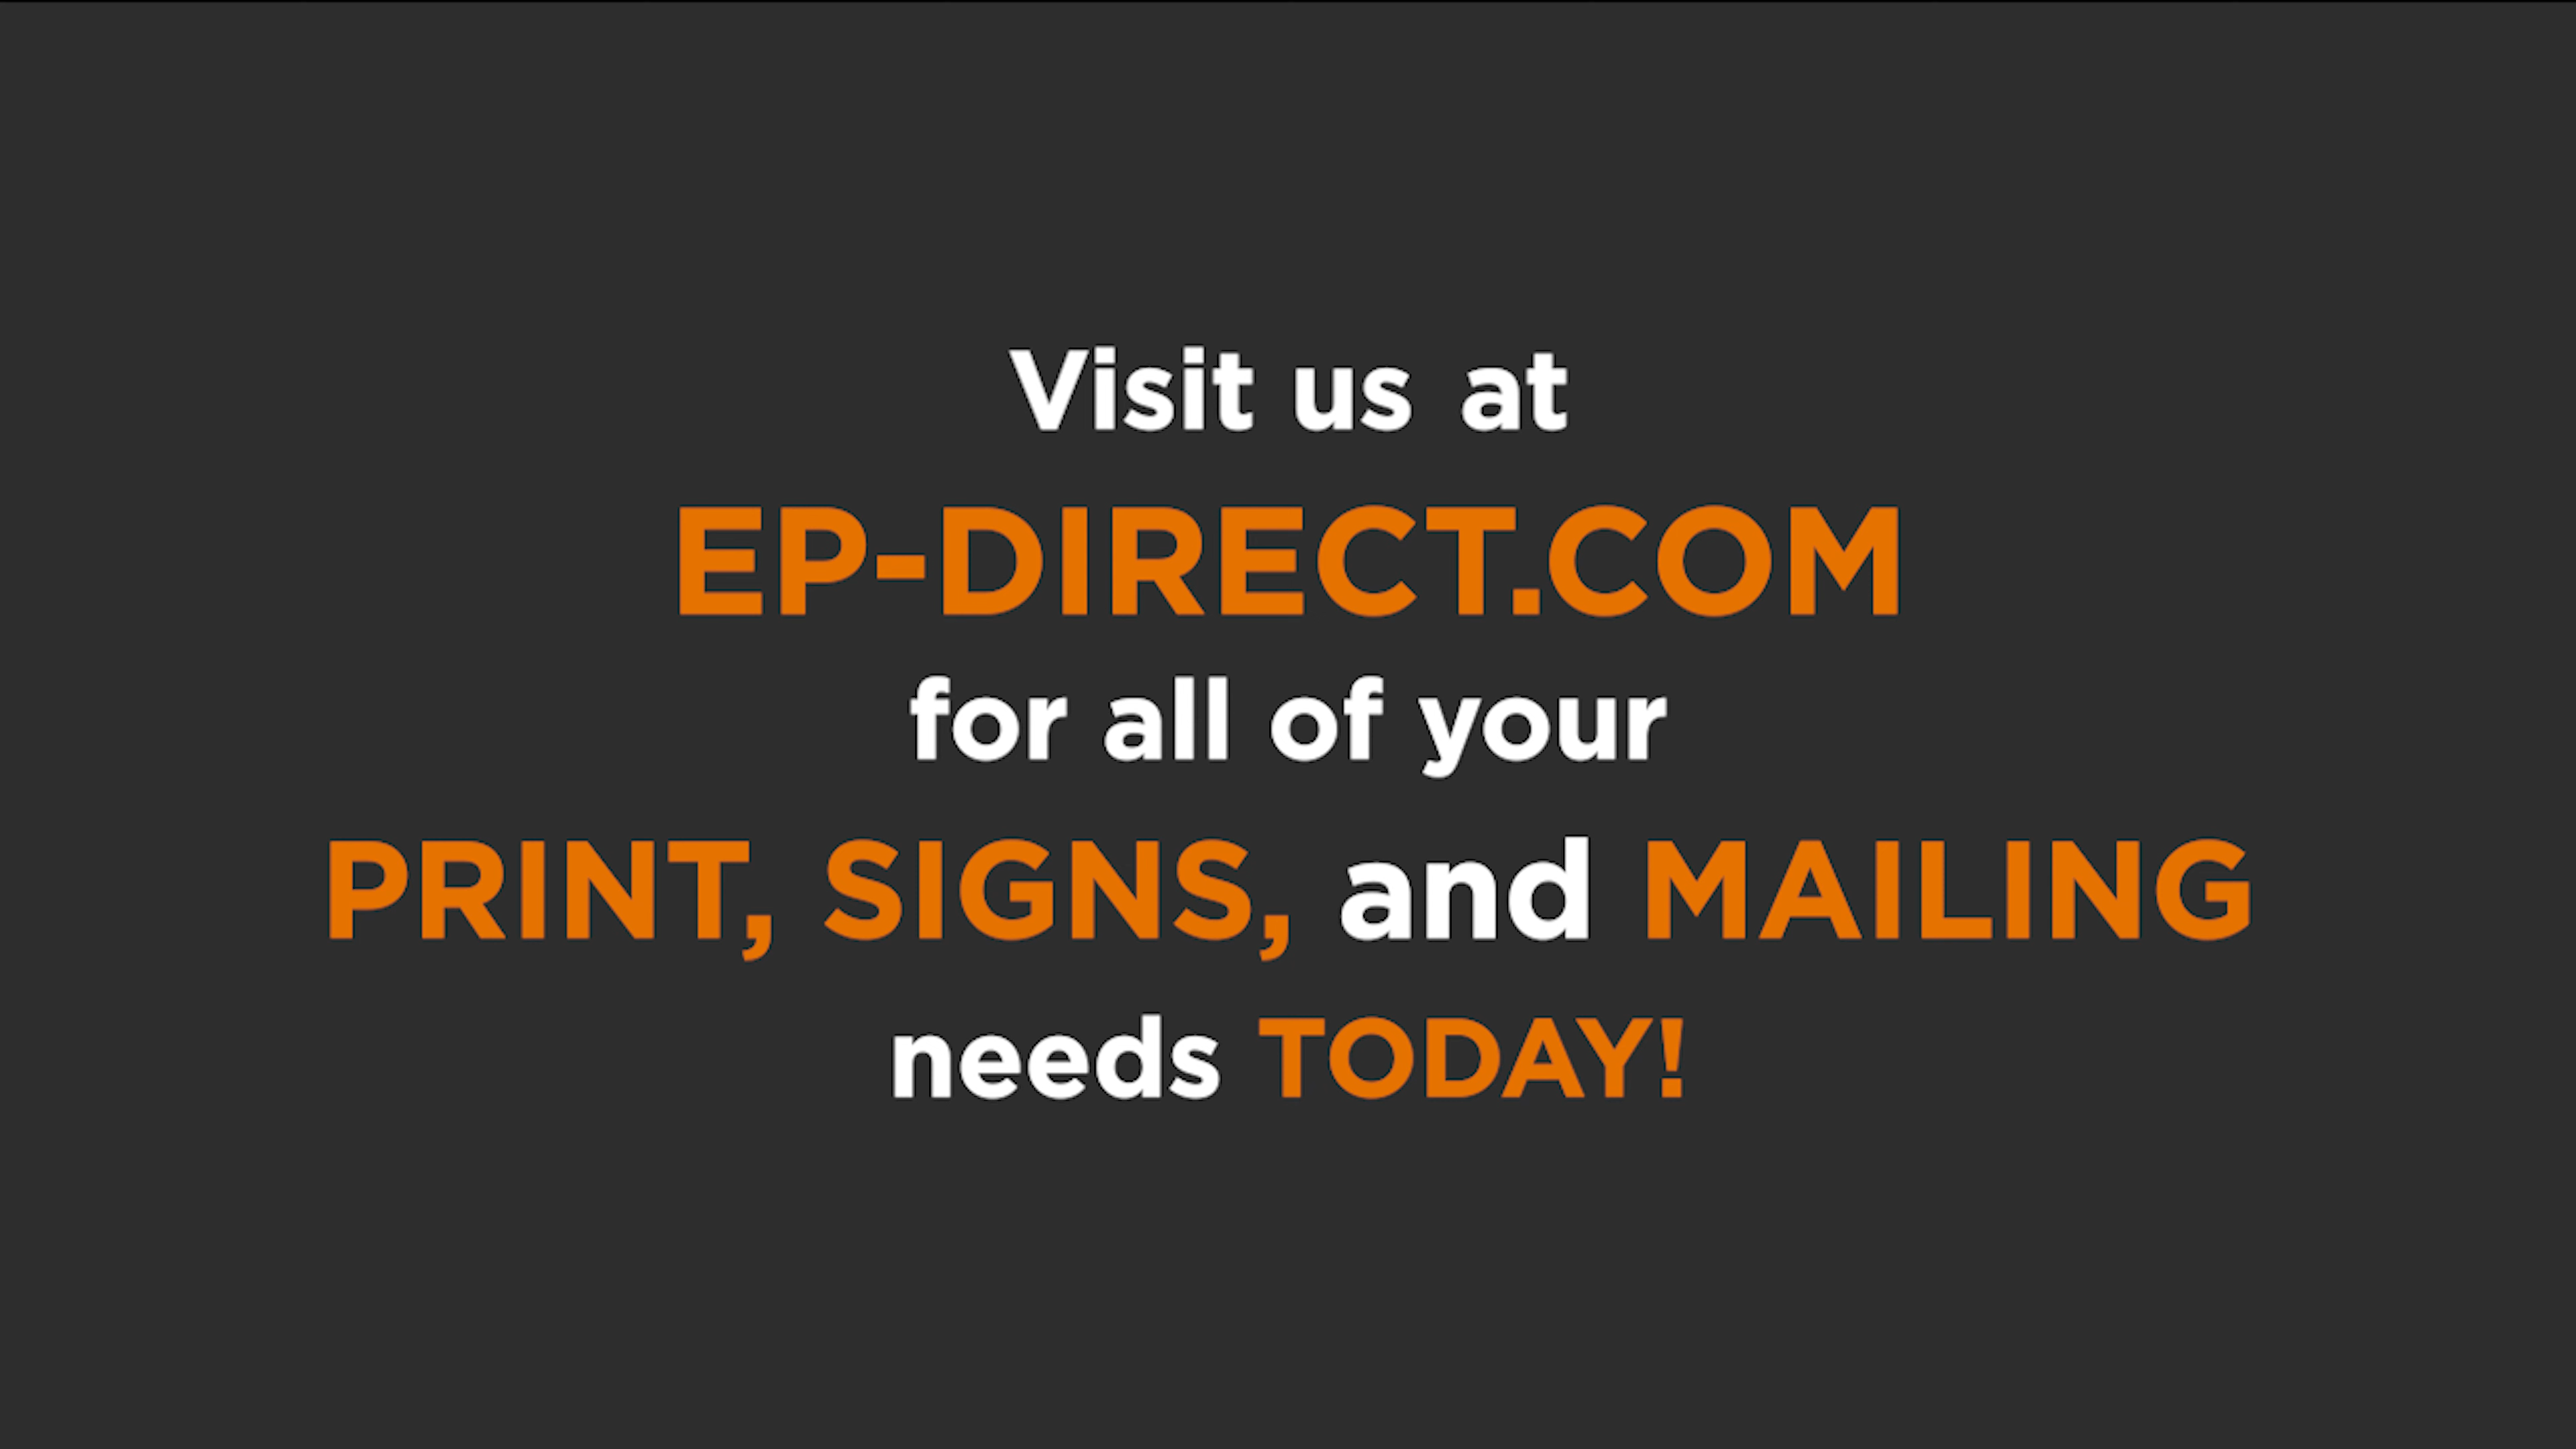 Visit us at
EP-DIRECT.COM
for all of your
PRINT, SIGNS, and MAILING
needs TODAY!